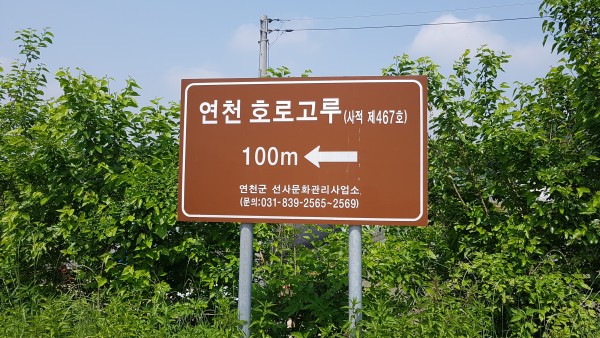 연천 호로고루(사적 제467호)
100m ←
연천군 선사문화관리사업소
(문의:031-839-2565~2569)